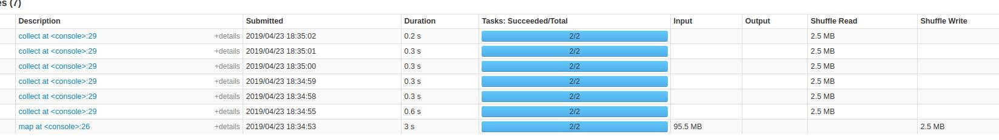 es (7)
Description Submitted Duration Tasks: Succeeded/Total Input Output Shuffle Read Shuffle Write
collect at <console>:29 +details 2019/04/23 18:35:02 0.2 s 2/2 2.5 MB
collect at <console>:29 +details 2019/04/23 18:35:01 0.3 s 2/2 2.5 MB
collect at <console>:29 +details 2019/04/23 18:35:00 0.3 s 2/2 2.5 MB
collect at <console>:29 +details 2019/04/23 18:34:59 0.3 s 2/2 2.5 MB
collect at <console>:29 +details 2019/04/23 18:34:58 0.3 s 2/2 2.5 MB
collect at <console>:29 +details 2019/04/23 18:34:55 0.6 s 2/2 2.5 MB
map at <console>:26 +details 2019/04/23 18:34:53 3 s 2/2 95.5 MB 2.5 MB